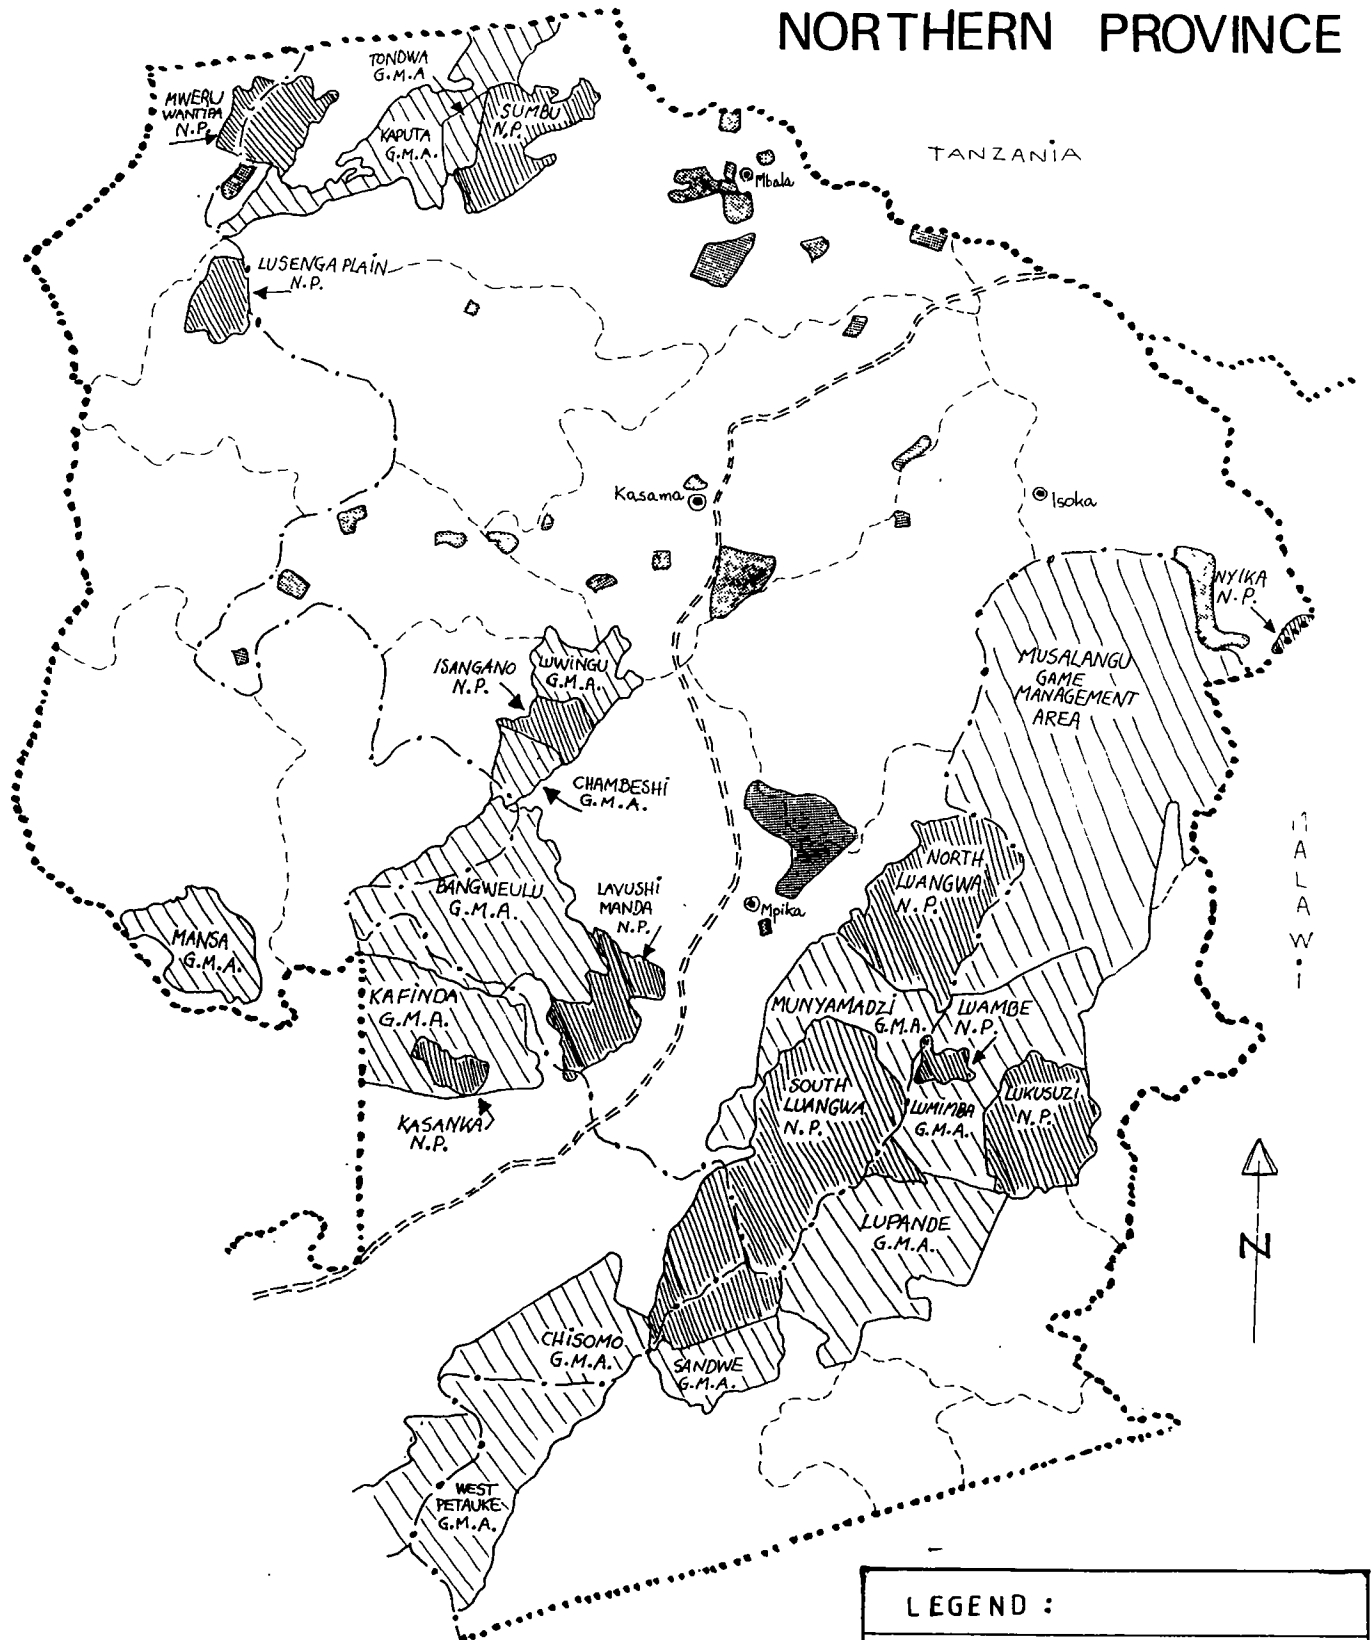 NORTHERN PROVINCE
TONDWA
G.M.A
MWERU
WANTIPA
N.P.
SUMBU
N.P.
KAPUTA
G.M.A.
TANZANiA
Mbala
LUSENGA PLAIN
N.P.
Kasama
Isoka
NYIKA
N.P.
ISANGANO
N.P.
LUWINGU
G.M.A.
MUSALANGU
GAME
MANAGEMENT
AREA
CHAMBESHI
G.M.A.
MALAWI
NORTH
LUANGWA
N.P.
BANGWEULU
G.M.A.
LAVUSHI
MANDA
N.P.
Mpika
MANSA
G.M.A.
KAFINDA
G.M.A.
MUNYAMADZI
G.M.A.
LUAMBE
N.P.
SOUTH
LUANGWA
N.P.
LUMIMBA
G.M.A.
LUKUSUZI
N.P.
KASANKA
N.P.
LUPANDE
G.M.A.
N
CHISOMO
G.M.A.
SANDWE
G.M.A.
WEST
PETAUKE
G.M.A.
LEGEND :